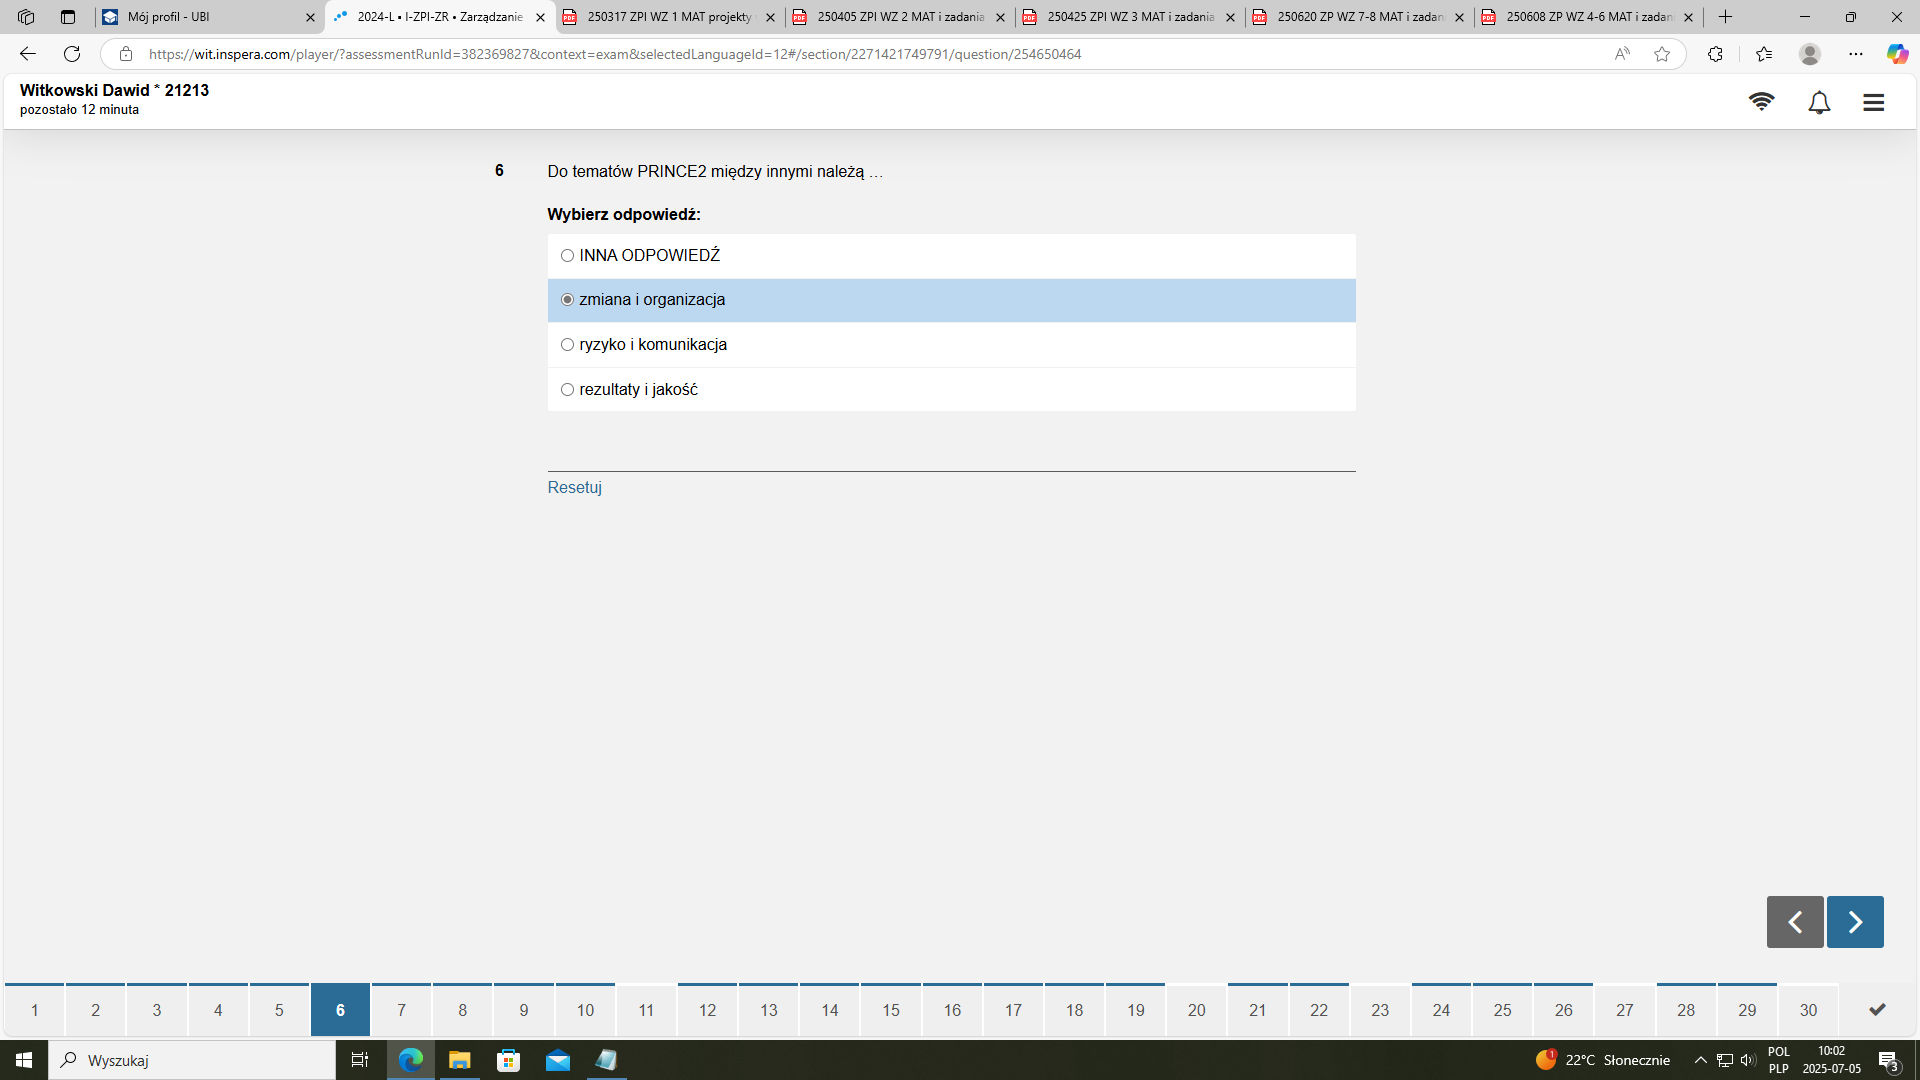 Mój profil - UBI
2024-L • I-ZPI-ZR • Zarządzanie
250317 ZPI WZ 1 MAT projekty
250405 ZPI WZ 2 MAT i zadania
250425 ZPI WZ 3 MAT i zadania
250620 ZP WZ 7-8 MAT i zadan
250608 ZP WZ 4-6 MAT i zadan
https://wit.inspera.com/player/?assessmentRunId=382369827&context=exam&selectedLanguageId=12#/section/2271421749791/question/254650464
Witkowski Dawid * 21213
pozostało 12 minuta
6
Do tematów PRINCE2 między innymi należą …
Wybierz odpowiedź:
INNA ODPOWIEDŹ
zmiana i organizacja
ryzyko i komunikacja
rezultaty i jakość
Resetuj
1 2 3 4 5 6 7 8 9 10 11 12 13 14 15 16 17 18 19 20 21 22 23 24 25 26 27 28 29 30
Wyszukaj
1
22°C Słonecznie
POL
PLP
10:02
2025-07-05
3